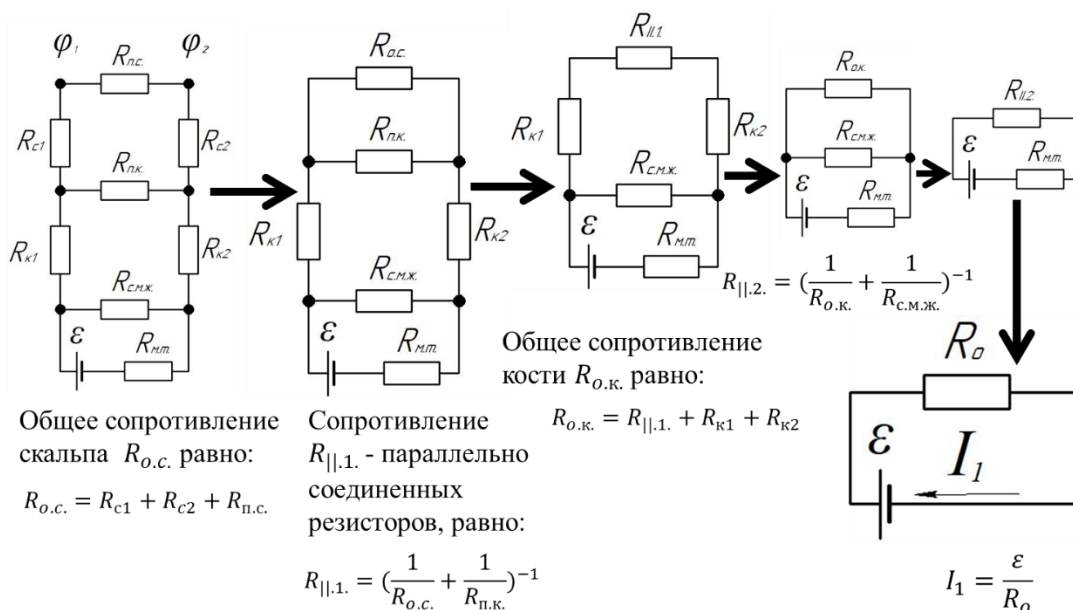 φ₁
φ₂
Rп.с.
Rс1
Rс2
Rп.к.
Rк1
Rк2
Rс.м.ж.
ε
Rм.т.
Общее сопротивление
скальпа Rо.с. равно:
Rо.с. = Rс1 + Rс2 + Rп.с.
Rо.с.
Rп.к.
Rк1
Rк2
Rс.м.ж.
ε
Rм.т.
Сопротивление
R||.1. - параллельно
соединенных
резисторов, равно:
R||.1. = (1/Rо.с. + 1/Rп.к.)⁻¹
R||.1.
Rк1
Rк2
Rс.м.ж.
ε
Rм.т.
Общее сопротивление
кости Rо.к. равно:
Rо.к. = R||.1. + Rк1 + Rк2
Rо.к.
Rс.м.ж.
ε
Rм.т.
R||.2. = (1/Rо.к. + 1/Rс.м.ж.)⁻¹
R||.2.
ε
Rм.т.
Rо
ε
I₁
I₁ = ε/Rо